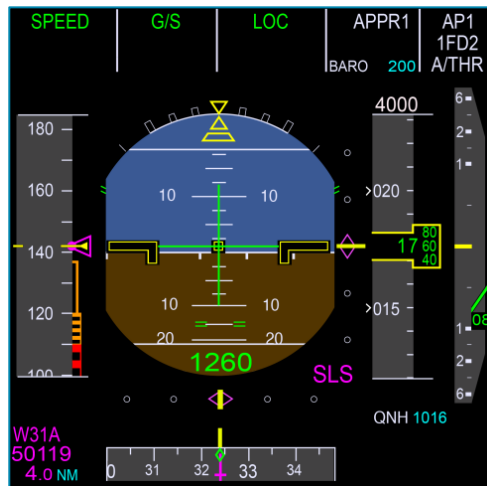 SPEED G/S LOC APPR1 AP1
1FD2
BARO 200 A/THR
180 4000 6
2
160 10 10 020 1
80
140 17 60
40
10 10 015
120 08
1
20 20 2
100 1260 6
SLS
QNH 1016
W31A
50119
4.0 NM
0 31 32 33 34